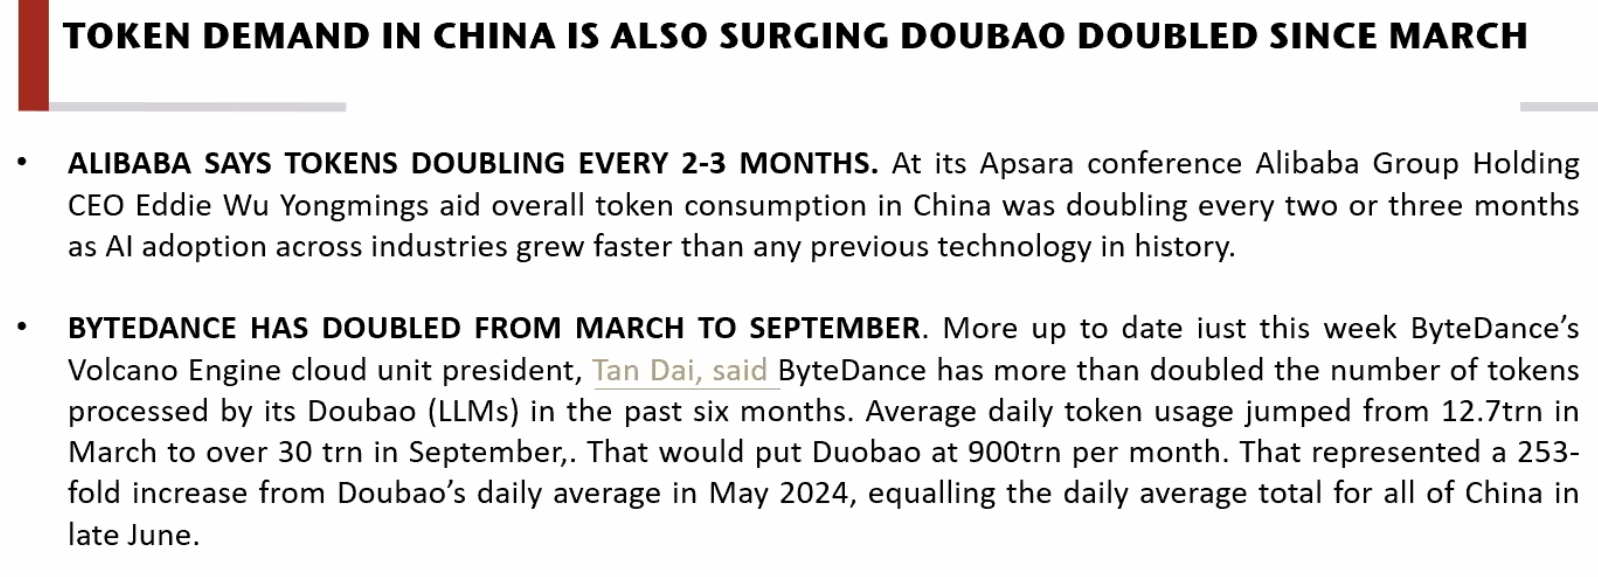 TOKEN DEMAND IN CHINA IS ALSO SURGING DOUBAO DOUBLED SINCE MARCH
• ALIBABA SAYS TOKENS DOUBLING EVERY 2-3 MONTHS. At its Apsara conference Alibaba Group Holding
CEO Eddie Wu Yongmings aid overall token consumption in China was doubling every two or three months
as AI adoption across industries grew faster than any previous technology in history.
• BYTEDANCE HAS DOUBLED FROM MARCH TO SEPTEMBER. More up to date iust this week ByteDance’s
Volcano Engine cloud unit president, Tan Dai, said ByteDance has more than doubled the number of tokens
processed by its Doubao (LLMs) in the past six months. Average daily token usage jumped from 12.7trn in
March to over 30 trn in September,. That would put Duobao at 900trn per month. That represented a 253-
fold increase from Doubao’s daily average in May 2024, equalling the daily average total for all of China in
late June.